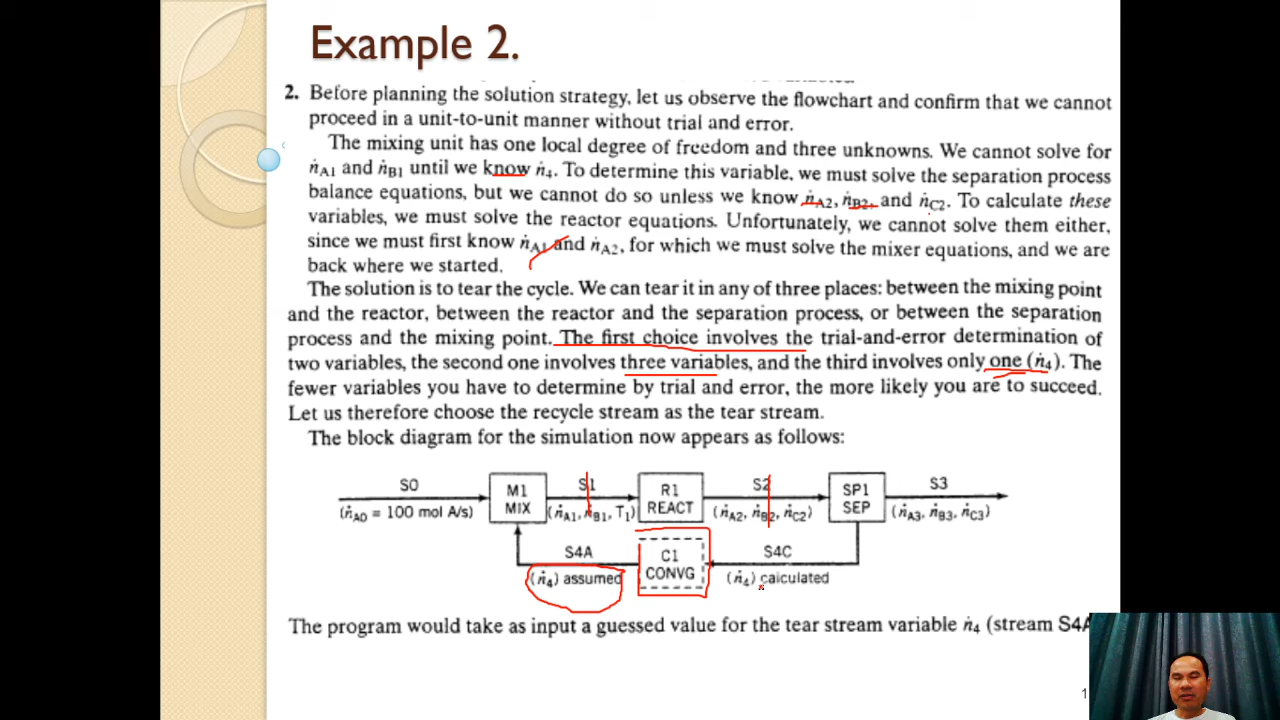 Example 2.
2. Before planning the solution strategy, let us observe the flowchart and confirm that we cannot
proceed in a unit-to-unit manner without trial and error.
The mixing unit has one local degree of freedom and three unknowns. We cannot solve for
ṅA1 and ṅB1 until we know ṅ4. To determine this variable, we must solve the separation process
balance equations, but we cannot do so unless we know ṅA2, ṅB2, and ṅC2. To calculate these
variables, we must solve the reactor equations. Unfortunately, we cannot solve them either,
since we must first know ṅA1 and ṅA2, for which we must solve the mixer equations, and we are
back where we started.
The solution is to tear the cycle. We can tear it in any of three places: between the mixing point
and the reactor, between the reactor and the separation process, or between the separation
process and the mixing point. The first choice involves the trial-and-error determination of
two variables, the second one involves three variables, and the third involves only one (ṅ4). The
fewer variables you have to determine by trial and error, the more likely you are to succeed.
Let us therefore choose the recycle stream as the tear stream.
The block diagram for the simulation now appears as follows:
S0 S1 S2 S3
M1 R1 SP1
MIX REACT SEP
(ṅA0 = 100 mol A/s) (ṅA1, ṅB1, T1) (ṅA2, ṅB2, ṅC2) (ṅA3, ṅB3, ṅC3)
S4A C1 S4C
(ṅ4) assumed CONVG (ṅ4) calculated
The program would take as input a guessed value for the tear stream variable ṅ4 (stream S4A
1